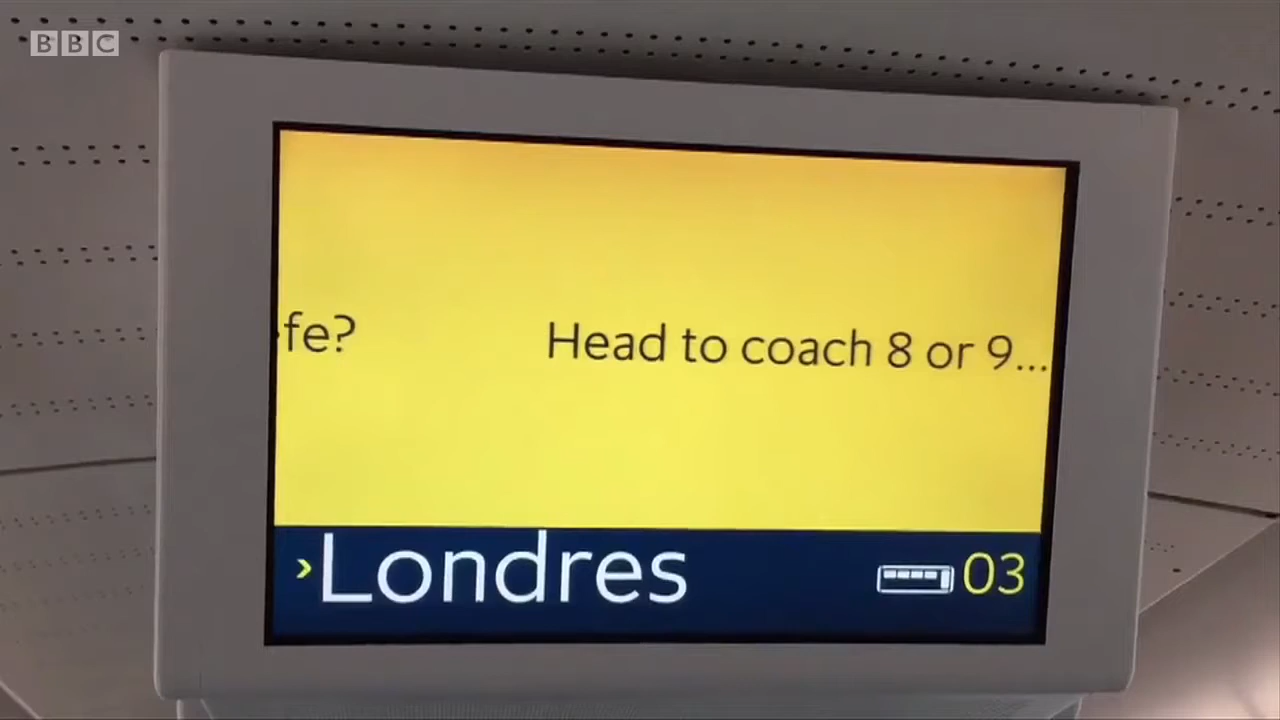 BBC
fe? Head to coach 8 or 9...
›Londres 03